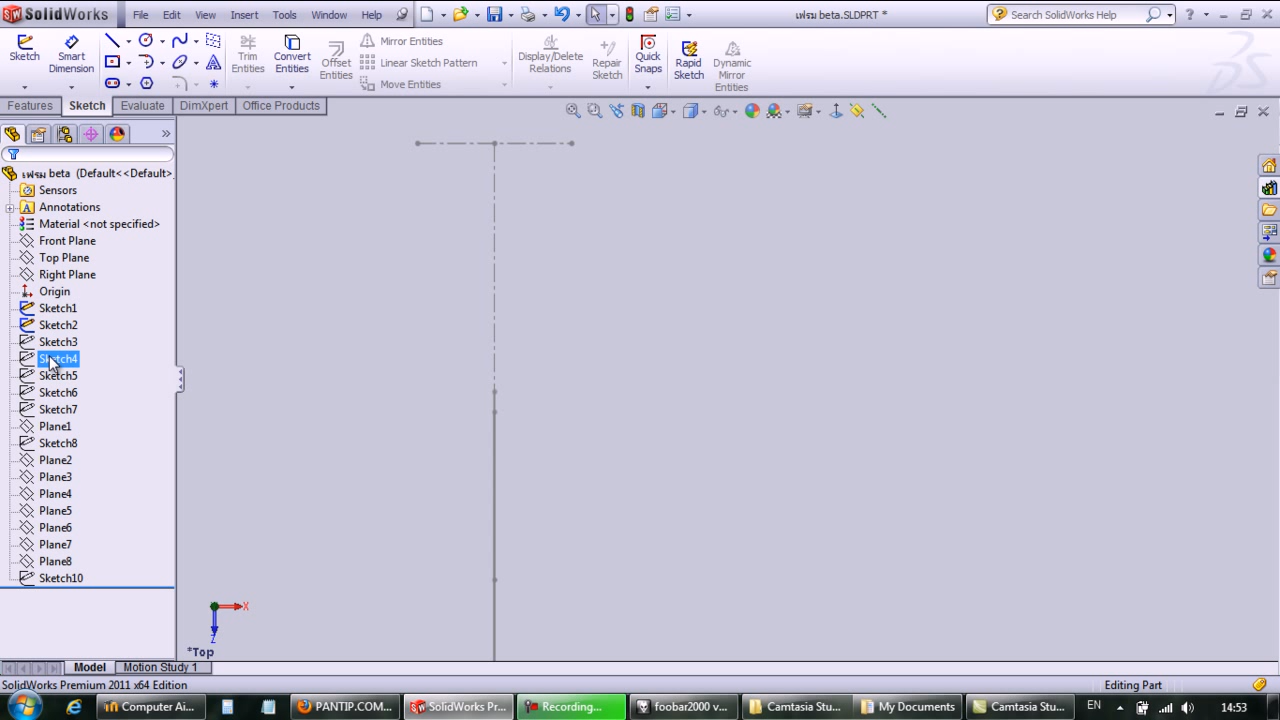 SolidWorks File Edit View Insert Tools Window Help เฟรม beta.SLDPRT * Search SolidWorks Help
Sketch Smart Dimension Trim Entities Convert Entities Offset Entities Mirror Entities Linear Sketch Pattern Move Entities Display/Delete Relations Repair Sketch Quick Snaps Rapid Sketch Dynamic Mirror Entities
Features Sketch Evaluate DimXpert Office Products
เฟรม beta (Default<<Default>
Sensors
Annotations
Material <not specified>
Front Plane
Top Plane
Right Plane
Origin
Sketch1
Sketch2
Sketch3
Sketch4
Sketch5
Sketch6
Sketch7
Plane1
Sketch8
Plane2
Plane3
Plane4
Plane5
Plane6
Plane7
Plane8
Sketch10
X
Z
*Top
Model Motion Study 1
SolidWorks Premium 2011 x64 Edition Editing Part
Computer Ai... PANTIP.COM... SolidWorks Pr... Recording... foobar2000 v... Camtasia Stu... My Documents Camtasia Stu... EN 14:53